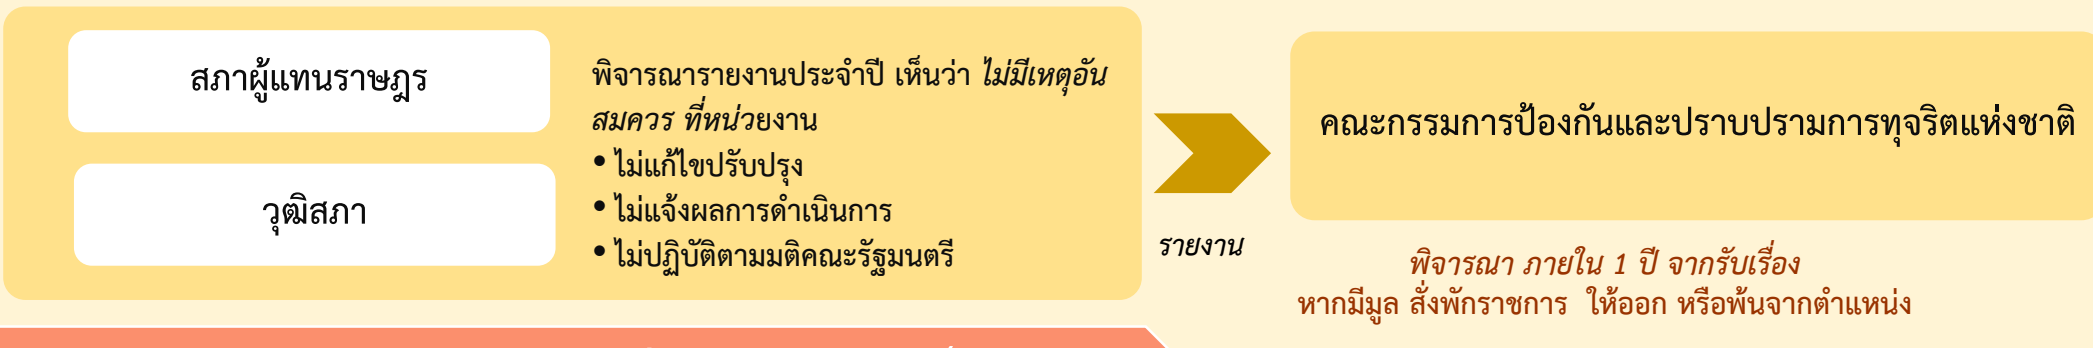 สภาผู้แทนราษฎร
วุฒิสภา
พิจารณารายงานประจำปี เห็นว่า ไม่มีเหตุอัน
สมควร ที่หน่วยงาน
• ไม่แก้ไขปรับปรุง
• ไม่แจ้งผลการดำเนินการ
• ไม่ปฏิบัติตามมติคณะรัฐมนตรี
รายงาน
คณะกรรมการป้องกันและปราบปรามการทุจริตแห่งชาติ
พิจารณา ภายใน 1 ปี จากรับเรื่อง
หากมีมูล สั่งพักราชการ ให้ออก หรือพ้นจากตำแหน่ง